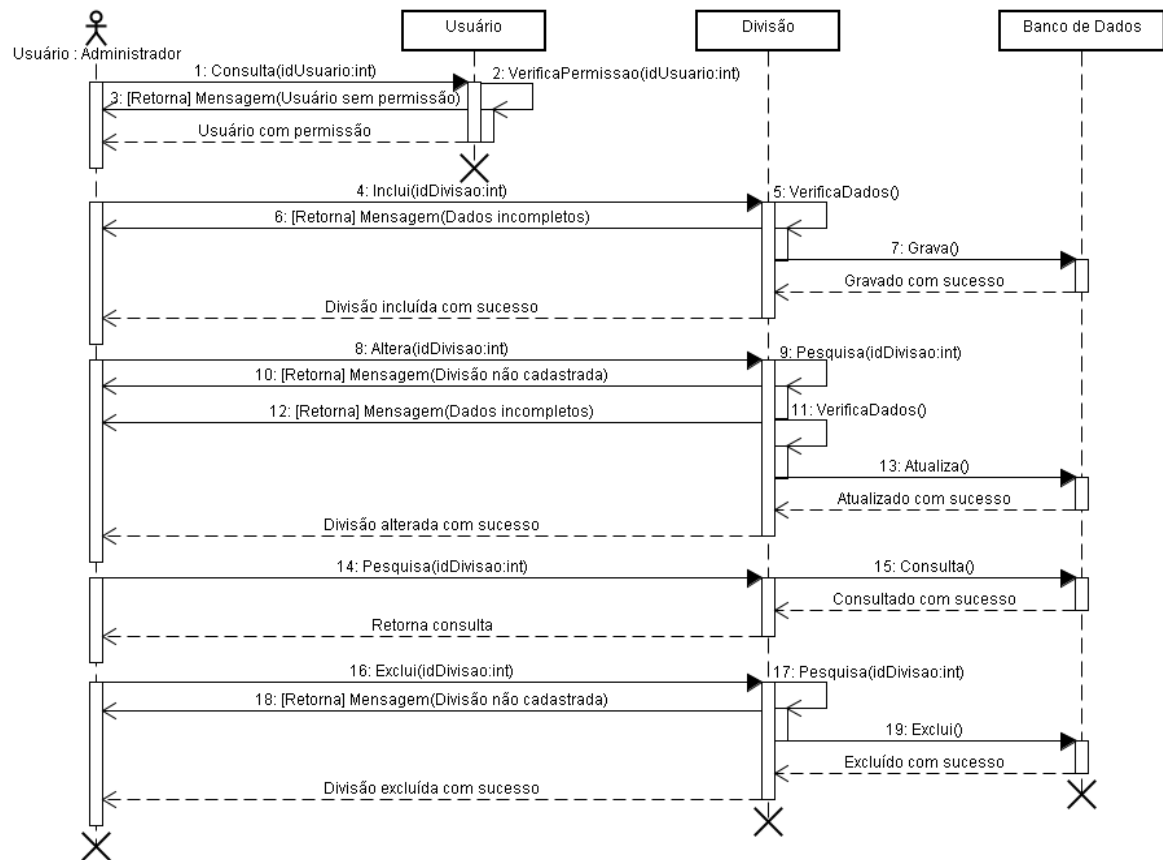 Usuário
Divisão
Banco de Dados
Usuário : Administrador
1: Consulta(idUsuario:int)
2: VerificaPermissao(idUsuario:int)
3: [Retorna] Mensagem(Usuário sem permissão)
Usuário com permissão
4: Inclui(idDivisao:int)
5: VerificaDados()
6: [Retorna] Mensagem(Dados incompletos)
7: Grava()
Gravado com sucesso
Divisão incluída com sucesso
8: Altera(idDivisao:int)
9: Pesquisa(idDivisao:int)
10: [Retorna] Mensagem(Divisão não cadastrada)
12: [Retorna] Mensagem(Dados incompletos)
11: VerificaDados()
13: Atualiza()
Atualizado com sucesso
Divisão alterada com sucesso
14: Pesquisa(idDivisao:int)
15: Consulta()
Consultado com sucesso
Retorna consulta
16: Exclui(idDivisao:int)
17: Pesquisa(idDivisao:int)
18: [Retorna] Mensagem(Divisão não cadastrada)
19: Exclui()
Excluído com sucesso
Divisão excluída com sucesso